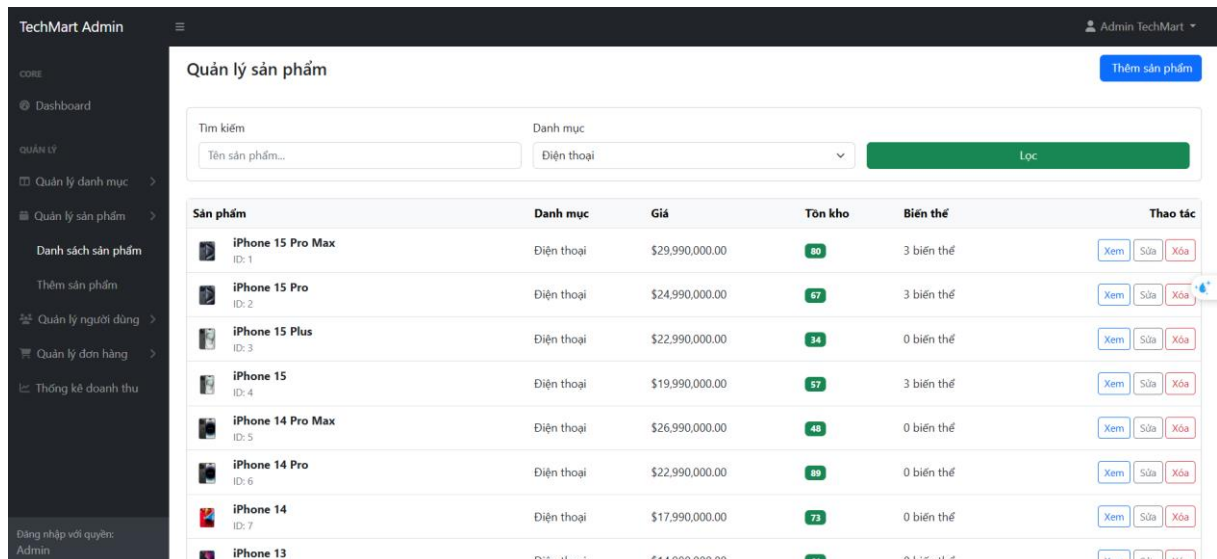 TechMart Admin
Admin TechMart
CORE
Dashboard
QUẢN LÝ
Quản lý danh mục
Quản lý sản phẩm
Danh sách sản phẩm
Thêm sản phẩm
Quản lý người dùng
Quản lý đơn hàng
Thống kê doanh thu
Đăng nhập với quyền:
Admin
Quản lý sản phẩm
Thêm sản phẩm
Tìm kiếm Danh mục
Tên sản phẩm... Điện thoại Lọc
Sản phẩm Danh mục Giá Tồn kho Biến thể Thao tác
iPhone 15 Pro Max Điện thoại $29,990,000.00 80 3 biến thể Xem Sửa Xóa
ID: 1
iPhone 15 Pro Điện thoại $24,990,000.00 67 3 biến thể Xem Sửa Xóa
ID: 2
iPhone 15 Plus Điện thoại $22,990,000.00 34 0 biến thể Xem Sửa Xóa
ID: 3
iPhone 15 Điện thoại $19,990,000.00 57 3 biến thể Xem Sửa Xóa
ID: 4
iPhone 14 Pro Max Điện thoại $26,990,000.00 48 0 biến thể Xem Sửa Xóa
ID: 5
iPhone 14 Pro Điện thoại $22,990,000.00 89 0 biến thể Xem Sửa Xóa
ID: 6
iPhone 14 Điện thoại $17,990,000.00 73 0 biến thể Xem Sửa Xóa
ID: 7
iPhone 13